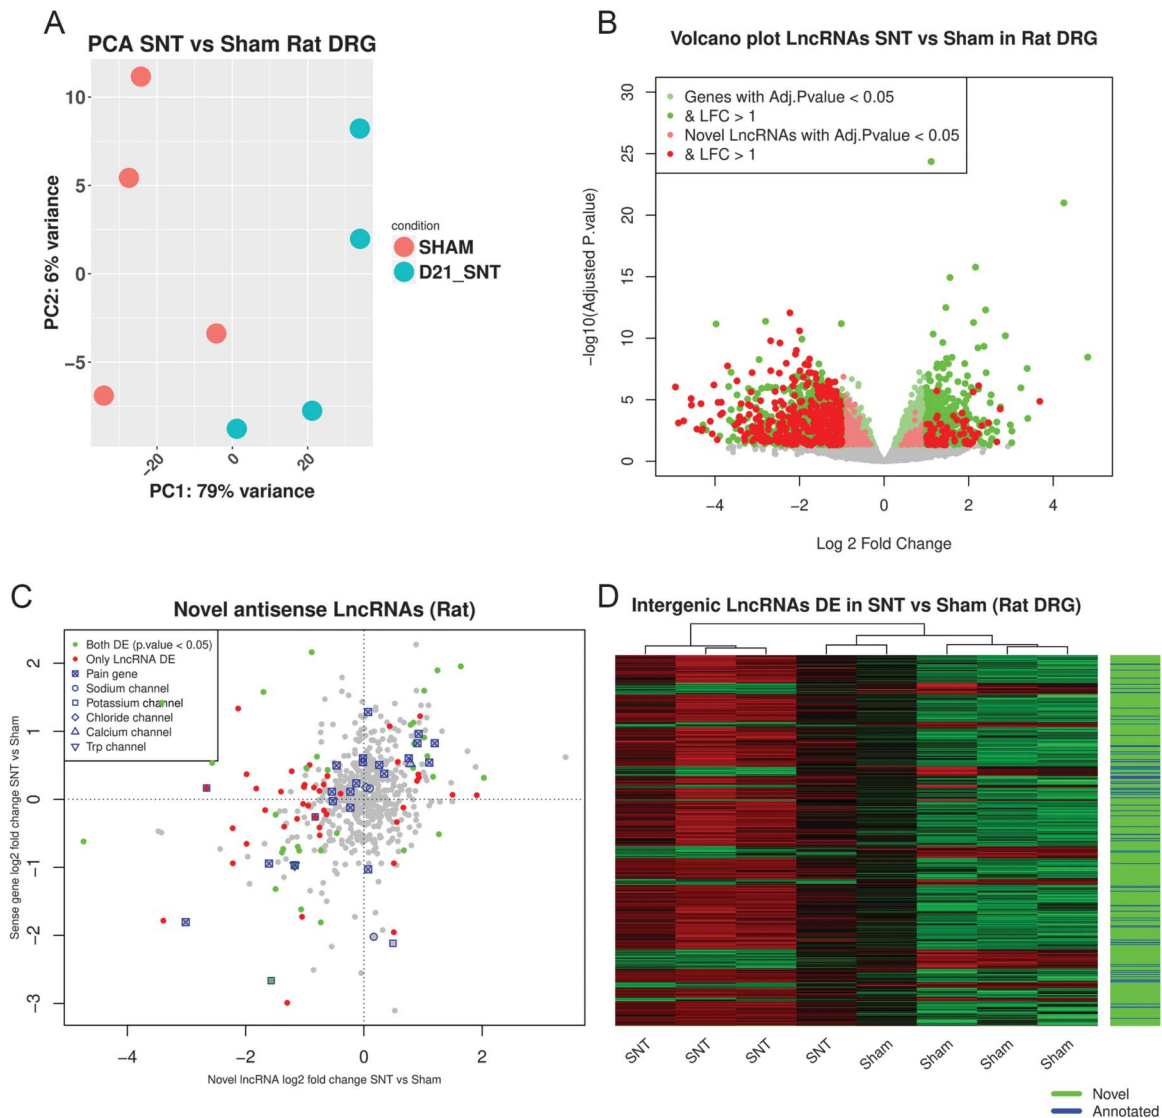 A
PCA SNT vs Sham Rat DRG
10
5
0
−5
PC2: 6% variance
−20
0
20
PC1: 79% variance
condition
SHAM
D21_SNT
B
Volcano plot LncRNAs SNT vs Sham in Rat DRG
Genes with Adj.Pvalue < 0.05
& LFC > 1
Novel LncRNAs with Adj.Pvalue < 0.05
& LFC > 1
30
25
20
15
10
5
0
−log10(Adjusted P.value)
−4
−2
0
2
4
Log 2 Fold Change
C
Novel antisense LncRNAs (Rat)
Both DE (p.value < 0.05)
Only LncRNA DE
Pain gene
Sodium channel
Potassium channel
Chloride channel
Calcium channel
Trp channel
2
1
0
−1
−2
−3
Sense gene log2 fold change SNT vs Sham
−4
−2
0
2
Novel lncRNA log2 fold change SNT vs Sham
D
Intergenic LncRNAs DE in SNT vs Sham (Rat DRG)
SNT
SNT
SNT
SNT
Sham
Sham
Sham
Sham
Novel
Annotated